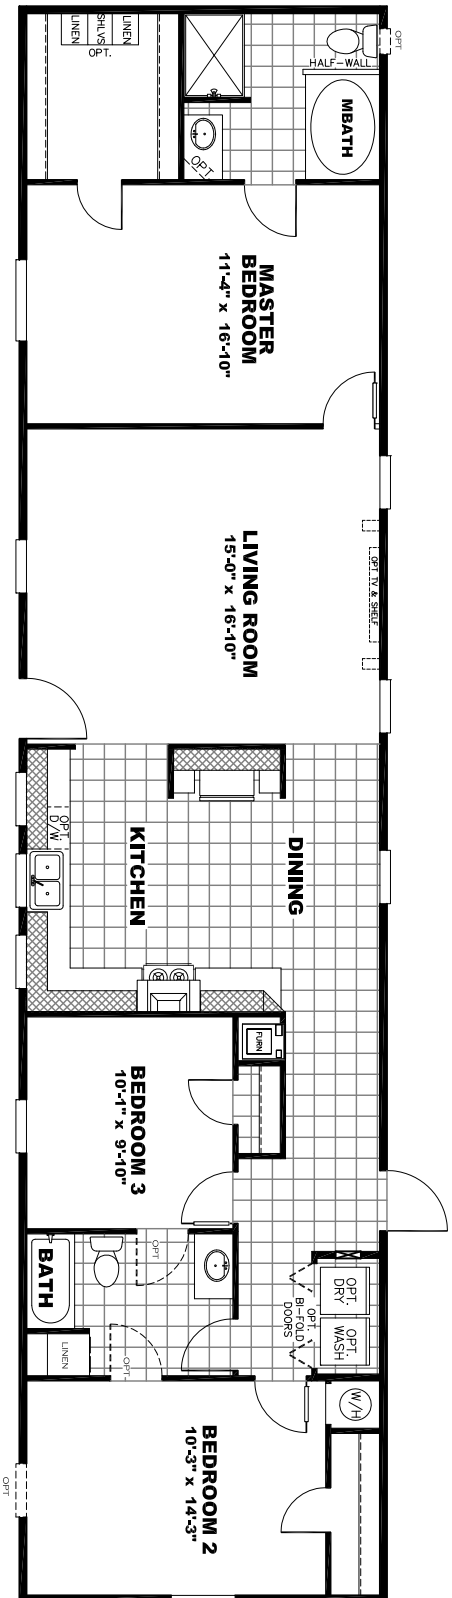 LINEN
SHLVS
LINEN
OPT.
OPT
HALF-WALL
MBATH
OPT
MASTER
BEDROOM
11'-4" x 16'-10"
LIVING ROOM
15'-0" x 16'-10"
OPT TV & SHELF
OPT.
D/W.
KITCHEN
DINING
FURN
BEDROOM 3
10'-1" x 9'-10"
OPT
BATH
LINEN
OPT.
OPT.
DRY.
OPT.
WASH
OPT.
BI-FOLD
DOORS
W/H
BEDROOM 2
10'-3" x 14'-3"
OPT